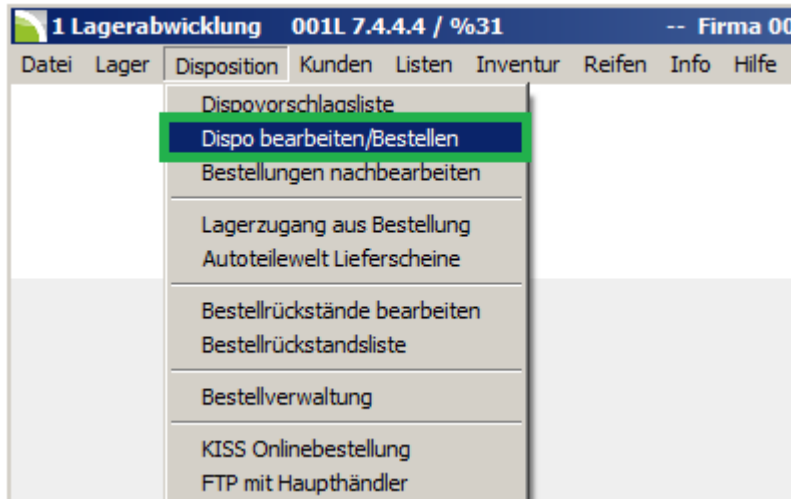 1 Lagerabwicklung 001L 7.4.4.4 / %31 -- Firma 00
Datei Lager Disposition Kunden Listen Inventur Reifen Info Hilfe
Dispovorschlagsliste
Dispo bearbeiten/Bestellen
Bestellungen nachbearbeiten
Lagerzugang aus Bestellung
Autoteilewelt Lieferscheine
Bestellrückstände bearbeiten
Bestellrückstandsliste
Bestellverwaltung
KISS Onlinebestellung
FTP mit Haupthändler